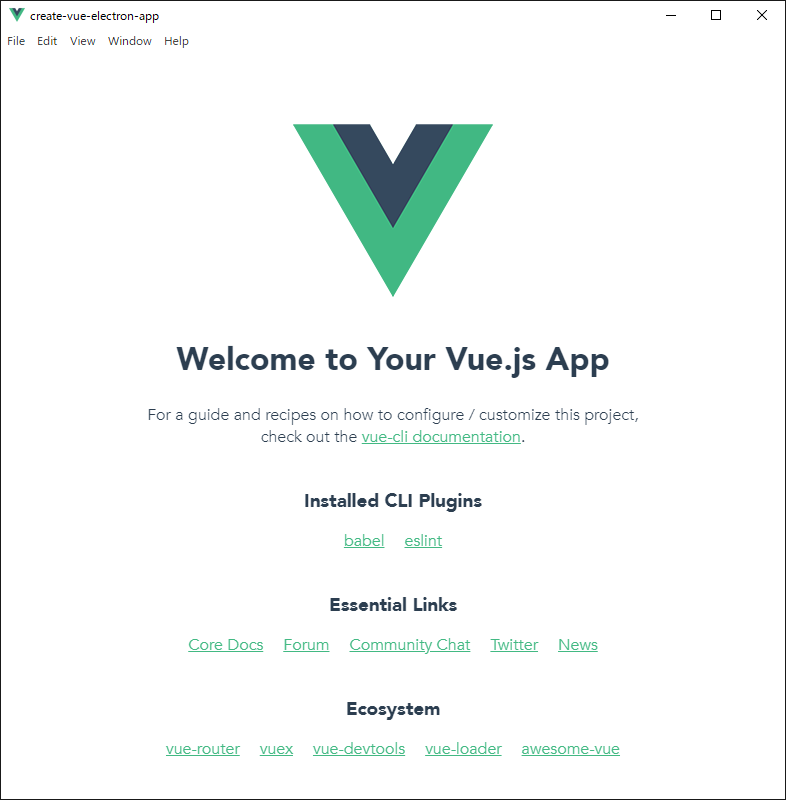 create-vue-electron-app
File Edit View Window Help
Welcome to Your Vue.js App
For a guide and recipes on how to configure / customize this project,
check out the vue-cli documentation.
Installed CLI Plugins
babel eslint
Essential Links
Core Docs Forum Community Chat Twitter News
Ecosystem
vue-router vuex vue-devtools vue-loader awesome-vue